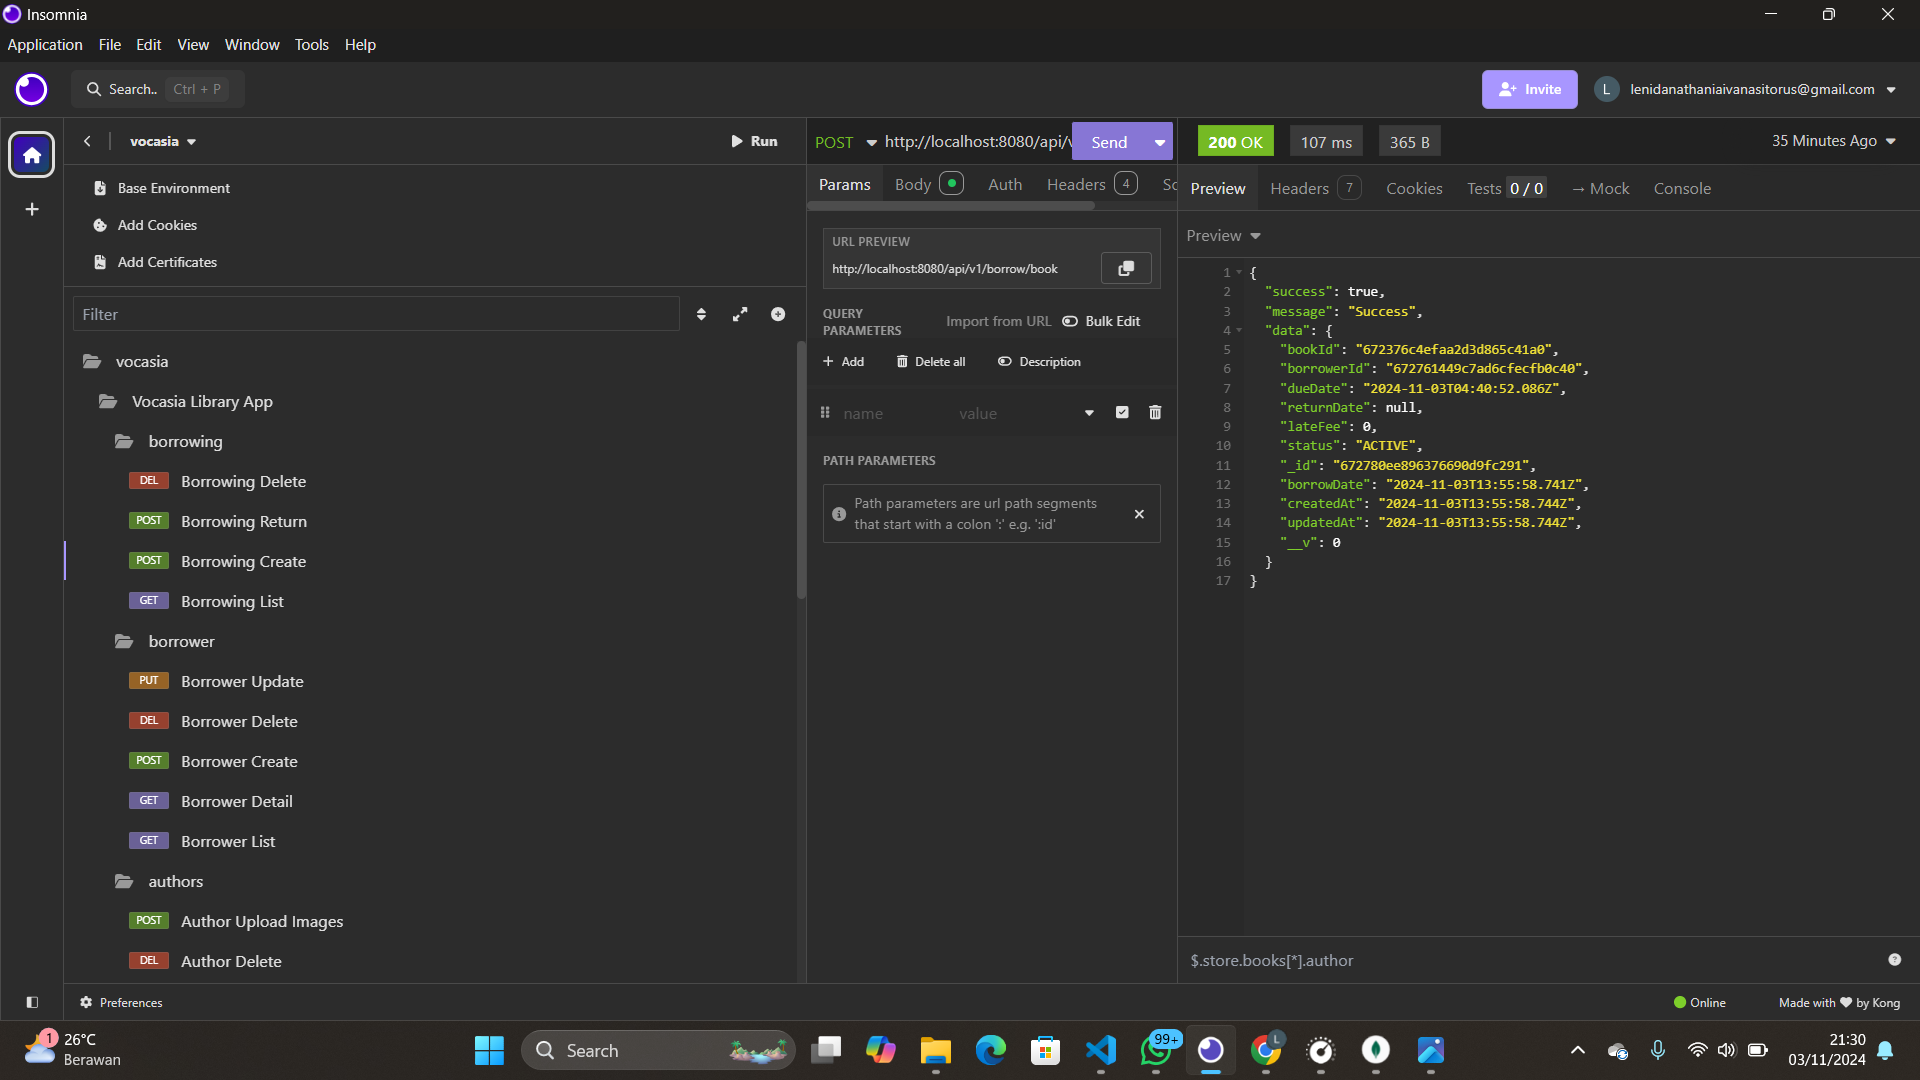 Insomnia
Application File Edit View Window Tools Help
Search.. Ctrl + P
Invite
L lenidanathaniaivanasitorus@gmail.com
vocasia
Run
Base Environment
Add Cookies
Add Certificates
Filter
vocasia
Vocasia Library App
borrowing
DEL Borrowing Delete
POST Borrowing Return
POST Borrowing Create
GET Borrowing List
borrower
PUT Borrower Update
DEL Borrower Delete
POST Borrower Create
GET Borrower Detail
GET Borrower List
authors
POST Author Upload Images
DEL Author Delete
POST http://localhost:8080/api/v Send
Params Body Auth Headers 4 Sc
URL PREVIEW
http://localhost:8080/api/v1/borrow/book
QUERY PARAMETERS
Import from URL Bulk Edit
Add Delete all Description
name value
PATH PARAMETERS
Path parameters are url path segments
that start with a colon ':' e.g. ':id'
200 OK 107 ms 365 B 35 Minutes Ago
Preview Headers 7 Cookies Tests 0 / 0 → Mock Console
Preview
1 {
2 "success": true,
3 "message": "Success",
4 "data": {
5 "bookId": "672376c4efaa2d3d865c41a0",
6 "borrowerId": "672761449c7ad6cfecfb0c40",
7 "dueDate": "2024-11-03T04:40:52.086Z",
8 "returnDate": null,
9 "lateFee": 0,
10 "status": "ACTIVE",
11 "_id": "672780ee896376690d9fc291",
12 "borrowDate": "2024-11-03T13:55:58.741Z",
13 "createdAt": "2024-11-03T13:55:58.744Z",
14 "updatedAt": "2024-11-03T13:55:58.744Z",
15 "__v": 0
16 }
17 }
$.store.books[*].author
Preferences
Online
Made with ❤ by Kong
1
26°C
Berawan
Search
99+
L
21:30
03/11/2024